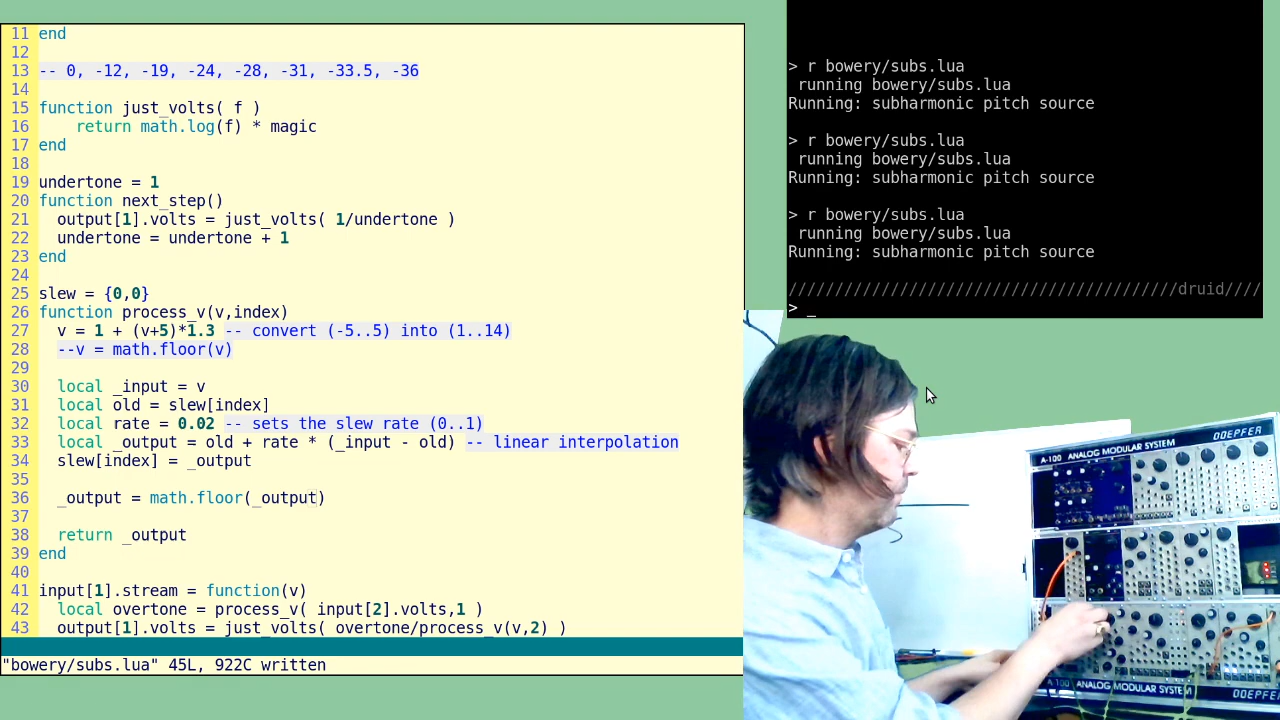 11 end
12
13 -- 0, -12, -19, -24, -28, -31, -33.5, -36
14
15 function just_volts( f )
16     return math.log(f) * magic
17 end
18
19 undertone = 1
20 function next_step()
21   output[1].volts = just_volts( 1/undertone )
22   undertone = undertone + 1
23 end
24
25 slew = {0,0}
26 function process_v(v,index)
27   v = 1 + (v+5)*1.3 -- convert (-5..5) into (1..14)
28   --v = math.floor(v)
29
30   local _input = v
31   local old = slew[index]
32   local rate = 0.02 -- sets the slew rate (0..1)
33   local _output = old + rate * (_input - old) -- linear interpolation
34   slew[index] = _output
35
36   _output = math.floor(_output)
37
38   return _output
39 end
40
41 input[1].stream = function(v)
42   local overtone = process_v( input[2].volts,1 )
43   output[1].volts = just_volts( overtone/process_v(v,2) )
"bowery/subs.lua" 45L, 922C written
> r bowery/subs.lua
 running bowery/subs.lua
Running: subharmonic pitch source
> r bowery/subs.lua
 running bowery/subs.lua
Running: subharmonic pitch source
> r bowery/subs.lua
 running bowery/subs.lua
Running: subharmonic pitch source
//////////////////////////////////////////druid////
> _
A-100 ANALOG MODULAR SYSTEM DOEPFER
A 100 ANALOG MODULAR SYSTEM DOEPFER